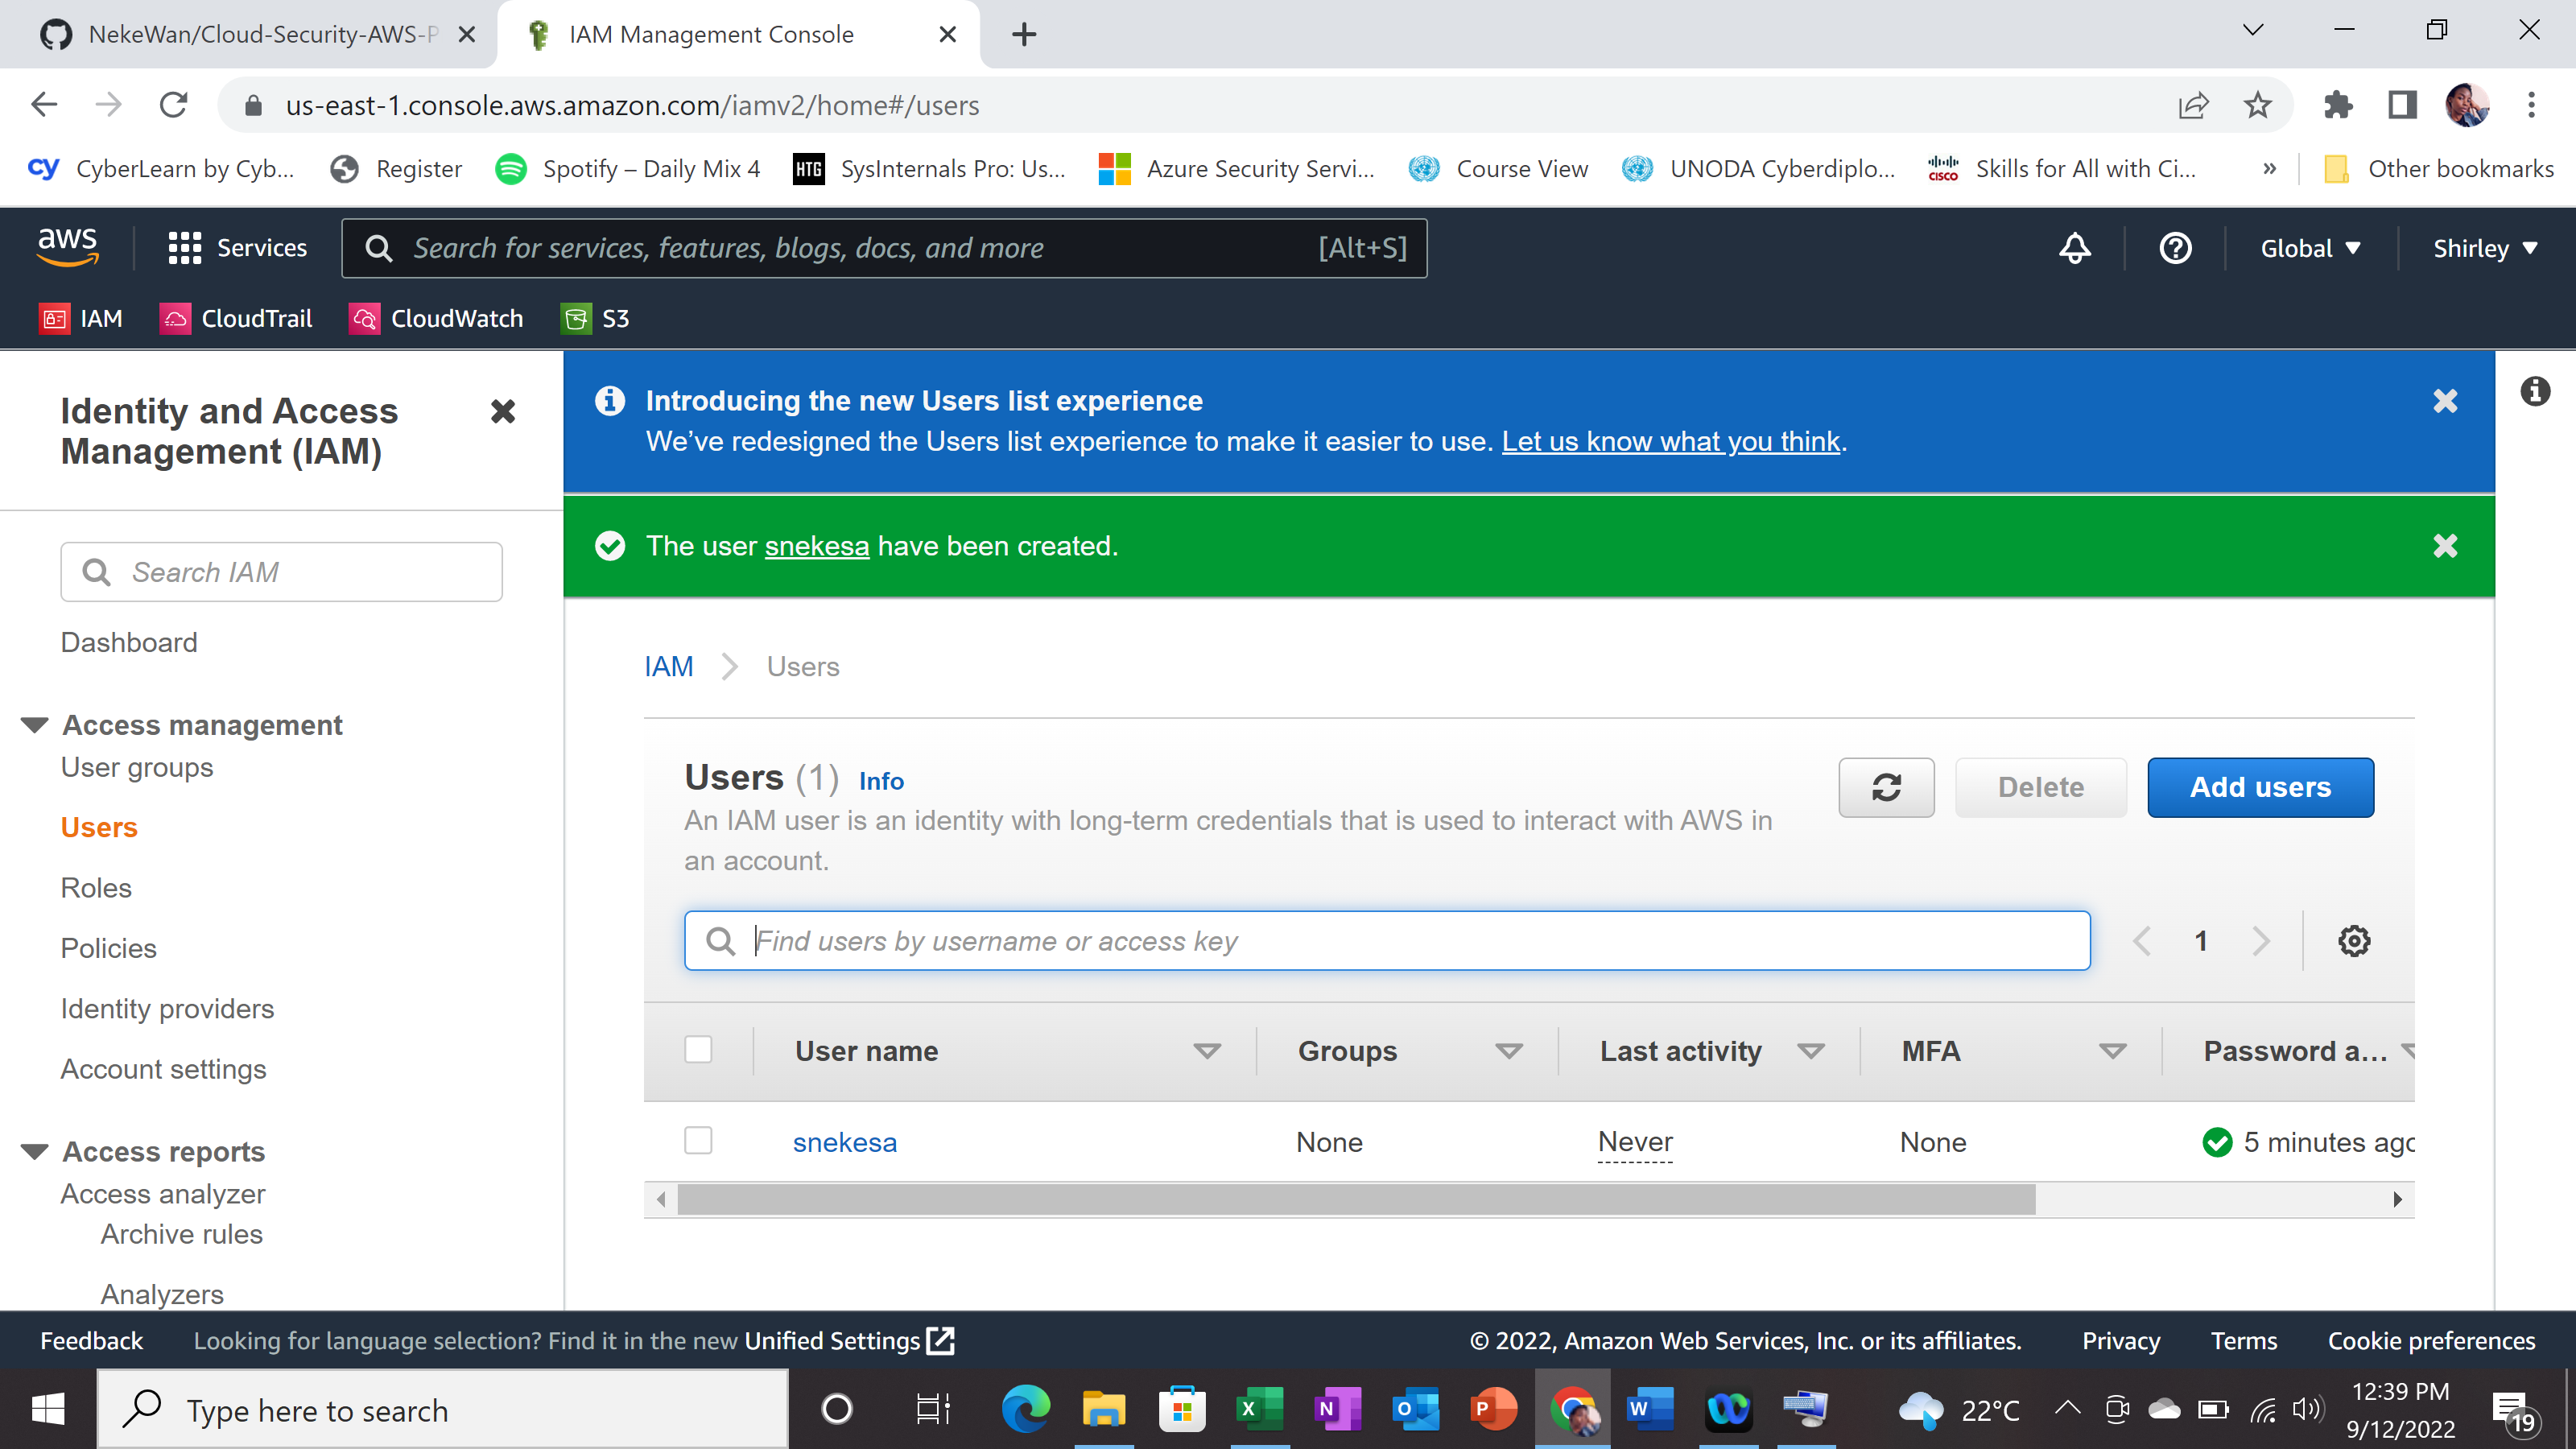 NekeWan/Cloud-Security-AWS-P
IAM Management Console
us-east-1.console.aws.amazon.com/iamv2/home#/users
cy CyberLearn by Cyb...
Register
Spotify – Daily Mix 4
HTG SysInternals Pro: Us...
Azure Security Servi...
Course View
UNODA Cyberdiplo...
CISCO Skills for All with Ci...
»
Other bookmarks
aws
Services
Search for services, features, blogs, docs, and more [Alt+S]
Global
Shirley
IAM
CloudTrail
CloudWatch
S3
Identity and Access
Management (IAM)
Search IAM
Dashboard
Access management
User groups
Users
Roles
Policies
Identity providers
Account settings
Access reports
Access analyzer
Archive rules
Analyzers
Introducing the new Users list experience
We’ve redesigned the Users list experience to make it easier to use. Let us know what you think.
The user snekesa have been created.
IAM
Users
Users (1) Info
An IAM user is an identity with long-term credentials that is used to interact with AWS in
an account.
Delete
Add users
Find users by username or access key
1
User name Groups Last activity MFA Password a...
snekesa None Never None 5 minutes ago
Feedback
Looking for language selection? Find it in the new Unified Settings
© 2022, Amazon Web Services, Inc. or its affiliates.
Privacy
Terms
Cookie preferences
Type here to search
22°C
12:39 PM
9/12/2022
19